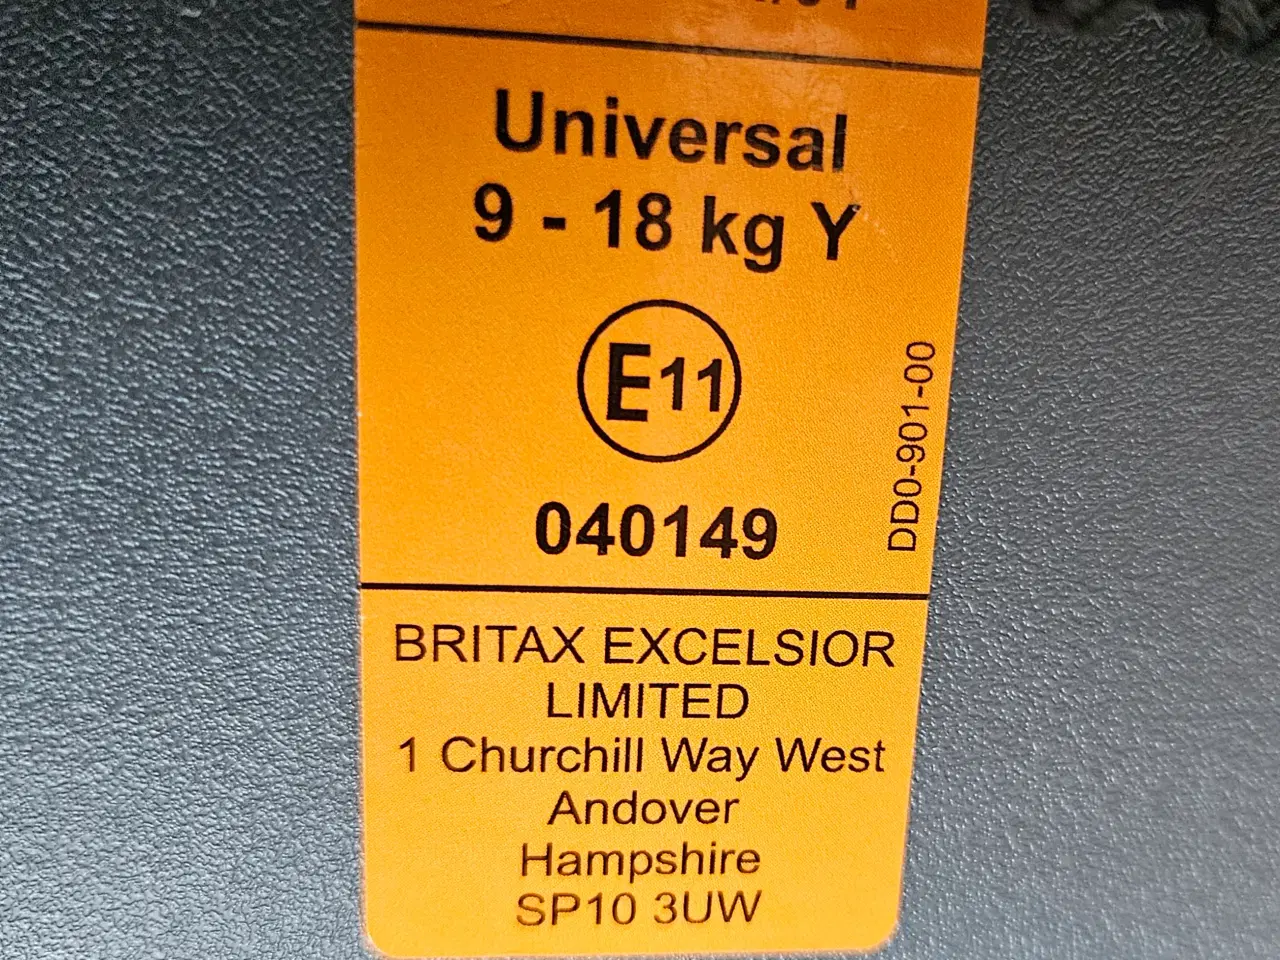 Universal
9 - 18 kg Y
E11
040149
DD0-901-00
BRITAX EXCELSIOR
LIMITED
1 Churchill Way West
Andover
Hampshire
SP10 3UW